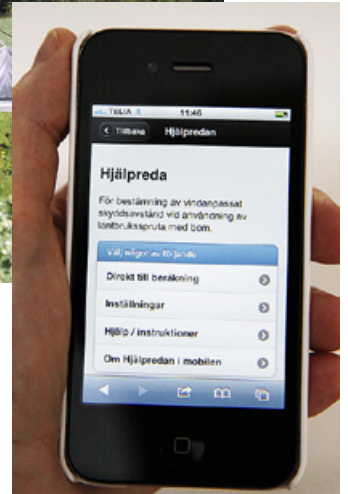 TELIA 11:46
Tillbaka Hjälpredan
Hjälpreda
För bestämning av vindanpassat
skyddsavstånd vid användning av
lantbruksspruta med bom.
Välj något av följande
Direkt till beräkning
Inställningar
Hjälp / instruktioner
Om Hjälpredan i mobilen